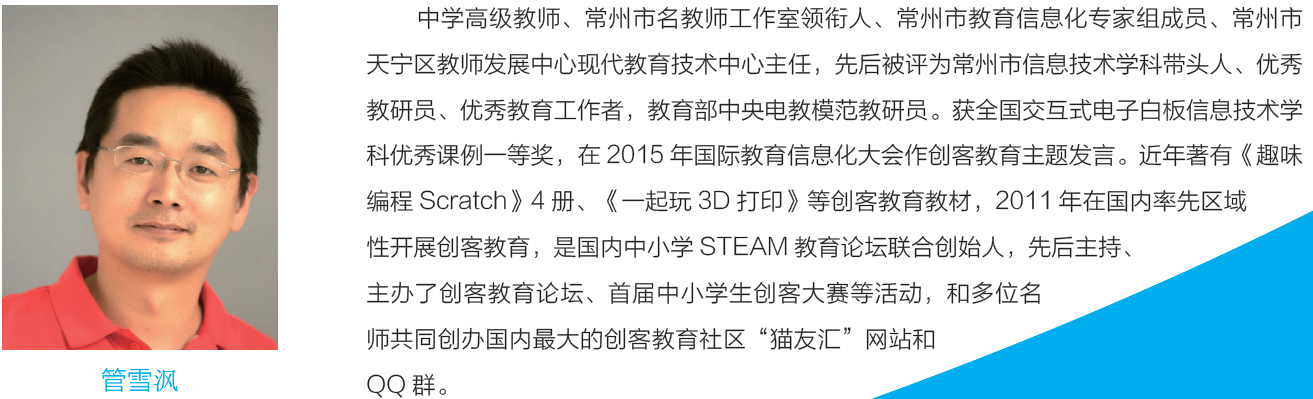 中学高级教师、常州市名教师工作室领衔人、常州市教育信息化专家组成员、常州市
天宁区教师发展中心现代教育技术中心主任，先后被评为常州市信息技术学科带头人、优秀
教研员、优秀教育工作者，教育部中央电教模范教研员。获全国交互式电子白板信息技术学
科优秀课例一等奖，在 2015 年国际教育信息化大会作创客教育主题发言。近年著有《趣味
编程 Scratch》4 册、《一起玩 3D 打印》等创客教育教材，2011 年在国内率先区域
性开展创客教育，是国内中小学 STEAM 教育论坛联合创始人，先后主持、
主办了创客教育论坛、首届中小学生创客大赛等活动，和多位名
师共同创办国内最大的创客教育社区“猫友汇”网站和
QQ 群。
管雪沨